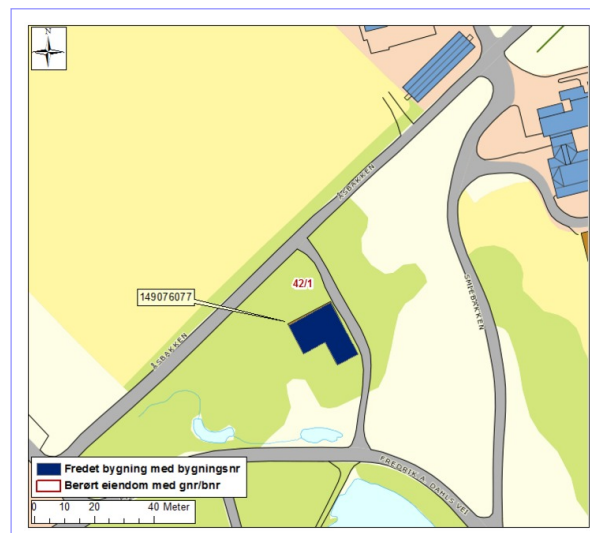 N
ÅSBAKKEN
42/1
149076077
SMIEBAKKEN
ÅSBAKKEN
FREDRIK A. DAHLS VEI
Fredet bygning med bygningsnr
Berørt eiendom med gnr/bnr
0 10 20 40 Meter